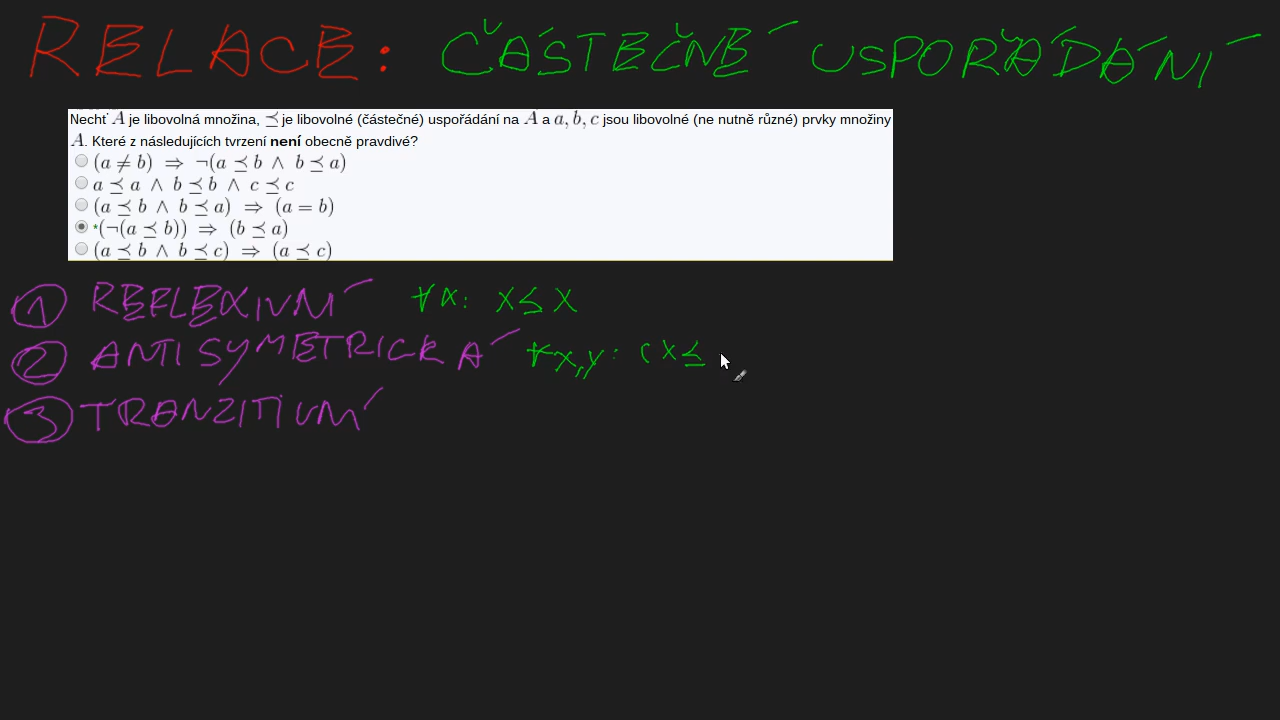 RELACE: ČÁSTEČNÉ USPOŘÁDÁNÍ
Nechť A je libovolná množina, ⪯ je libovolné (částečné) uspořádání na A a a, b, c jsou libovolné (ne nutně různé) prvky množiny
A. Které z následujících tvrzení není obecně pravdivé?
(a ≠ b) ⇒ ¬(a ⪯ b ∧ b ⪯ a)
a ⪯ a ∧ b ⪯ b ∧ c ⪯ c
(a ⪯ b ∧ b ⪯ a) ⇒ (a = b)
*(¬(a ⪯ b)) ⇒ (b ⪯ a)
(a ⪯ b ∧ b ⪯ c) ⇒ (a ⪯ c)
1 REFLEXIVNÍ ∀x: x ≤ x
2 ANTISYMETRICKÁ ∀x,y: (x ≤
3 TRANZITIVNÍ